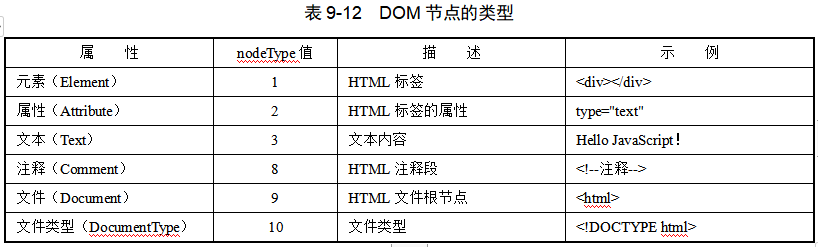 表 9-12 DOM 节点的类型
属 性 nodeType 值 描 述 示 例
元素（Element） 1 HTML 标签 <div></div>
属性（Attribute） 2 HTML 标签的属性 type="text"
文本（Text） 3 文本内容 Hello JavaScript！
注释（Comment） 8 HTML 注释段 <!--注释-->
文件（Document） 9 HTML 文件根节点 <html>
文件类型（DocumentType） 10 文件类型 <!DOCTYPE html>